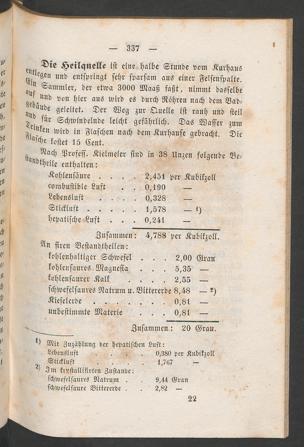 — 337 —
Die Heilquelle ist eine halbe Stunde vom Kurhaus
entlegen und entspringt sehr sparsam aus einer Felsenspalte.
Ein Sammler, der etwa 3000 Maaß faßt, nimmt dasselbe
auf und von hier aus wird es durch Röhren nach dem Bad-
gebäude geleitet. Der Weg zur Quelle ist rauh und steil
und für Schwindelnde leicht gefährlich. Das Wasser zum
Trinken wird in Flaschen nach dem Kurhause gebracht. Die
Flasche kostet 15 Cent.
Nach Profess. Kielmeier sind in 38 Unzen folgende Be-
standtheile enthalten:
Kohlensäure . . . . 2,451 per Kubikzoll
combustible Luft . . 0,190 —
Lebensluft . . . . 0,328 —
Stickluft . . . . . 1,578 — 1)
hepatische Luft . . . 0,241 —
Zusammen: 4,788 per Kubikzoll.
An fixen Bestandtheilen:
kohlenhaltiger Schwefel . . 2,00 Gran
kohlensaures Magnesia . . 5,35 —
kohlensaurer Kalk . . . 2,55 —
schwefelsaures Natrum u. Bittererde 8,48 — 2)
Kieselerde . . . . . 0,81 —
unbestimmte Materie . . . 0,81 —
Zusammen: 20 Gran.
1) Mit Zuzählung der hepatischen Luft:
Lebensluft . . . 0,380 per Kubikzoll
Stickluft . . . 1,767 —
2) Im krystallisirten Zustande:
schwefelsaures Natrum . 9,44 Gran
schwefelsaure Bittererde . 2,82 —
22